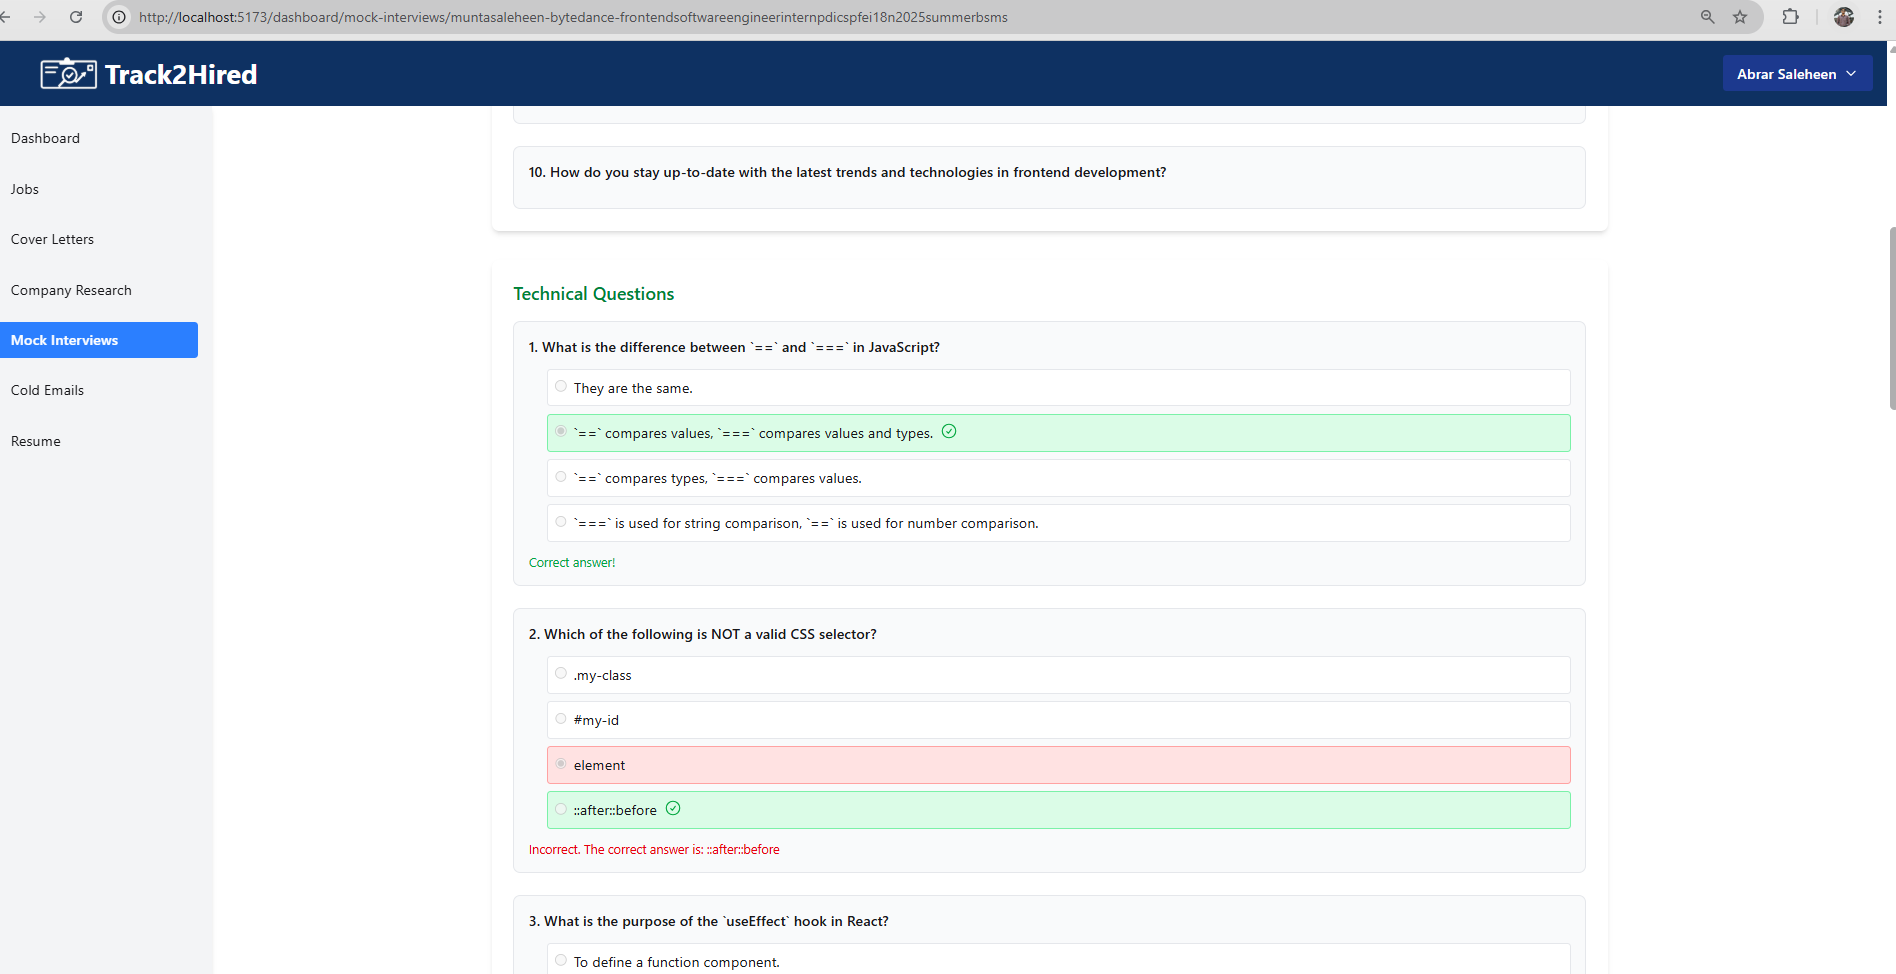 http://localhost:5173/dashboard/mock-interviews/muntasaleheen-bytedance-frontendsoftwareengineerinternpdicspfei18n2025summerbsms
Track2Hired
Abrar Saleheen
Dashboard
Jobs
Cover Letters
Company Research
Mock Interviews
Cold Emails
Resume
10. How do you stay up-to-date with the latest trends and technologies in frontend development?
Technical Questions
1. What is the difference between `==` and `===` in JavaScript?
They are the same.
`==` compares values, `===` compares values and types.
`==` compares types, `===` compares values.
`===` is used for string comparison, `==` is used for number comparison.
Correct answer!
2. Which of the following is NOT a valid CSS selector?
.my-class
#my-id
element
::after::before
Incorrect. The correct answer is: ::after::before
3. What is the purpose of the `useEffect` hook in React?
To define a function component.